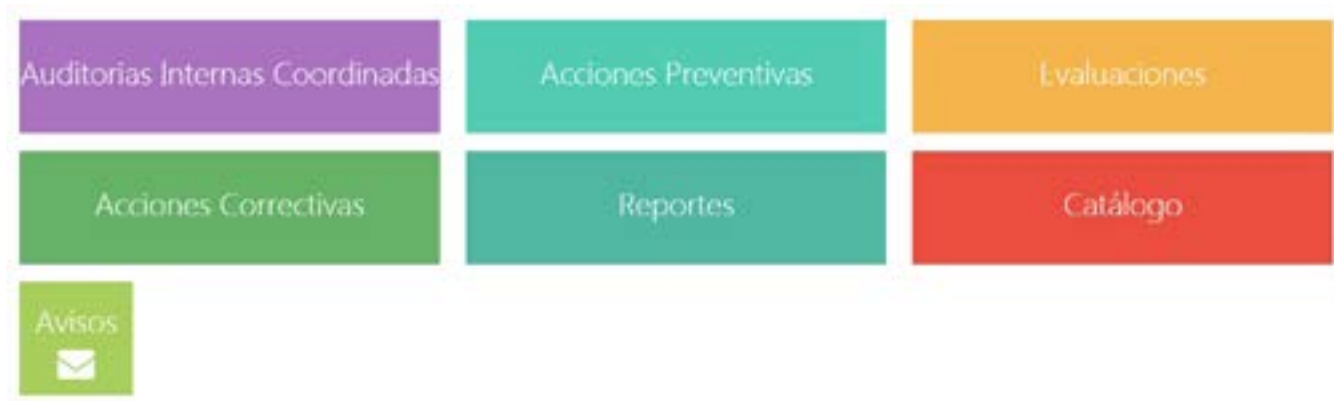 Auditorias Internas Coordinadas
Acciones Preventivas
Evaluaciones
Acciones Correctivas
Reportes
Catálogo
Avisos